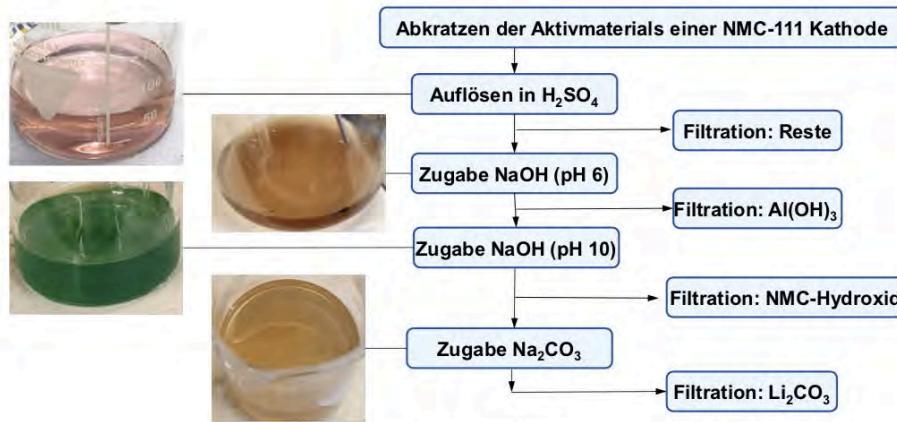 Abkratzen der Aktivmaterials einer NMC-111 Kathode
Auflösen in H₂SO₄
Filtration: Reste
Zugabe NaOH (pH 6)
Filtration: Al(OH)₃
Zugabe NaOH (pH 10)
Filtration: NMC-Hydroxid
Zugabe Na₂CO₃
Filtration: Li₂CO₃